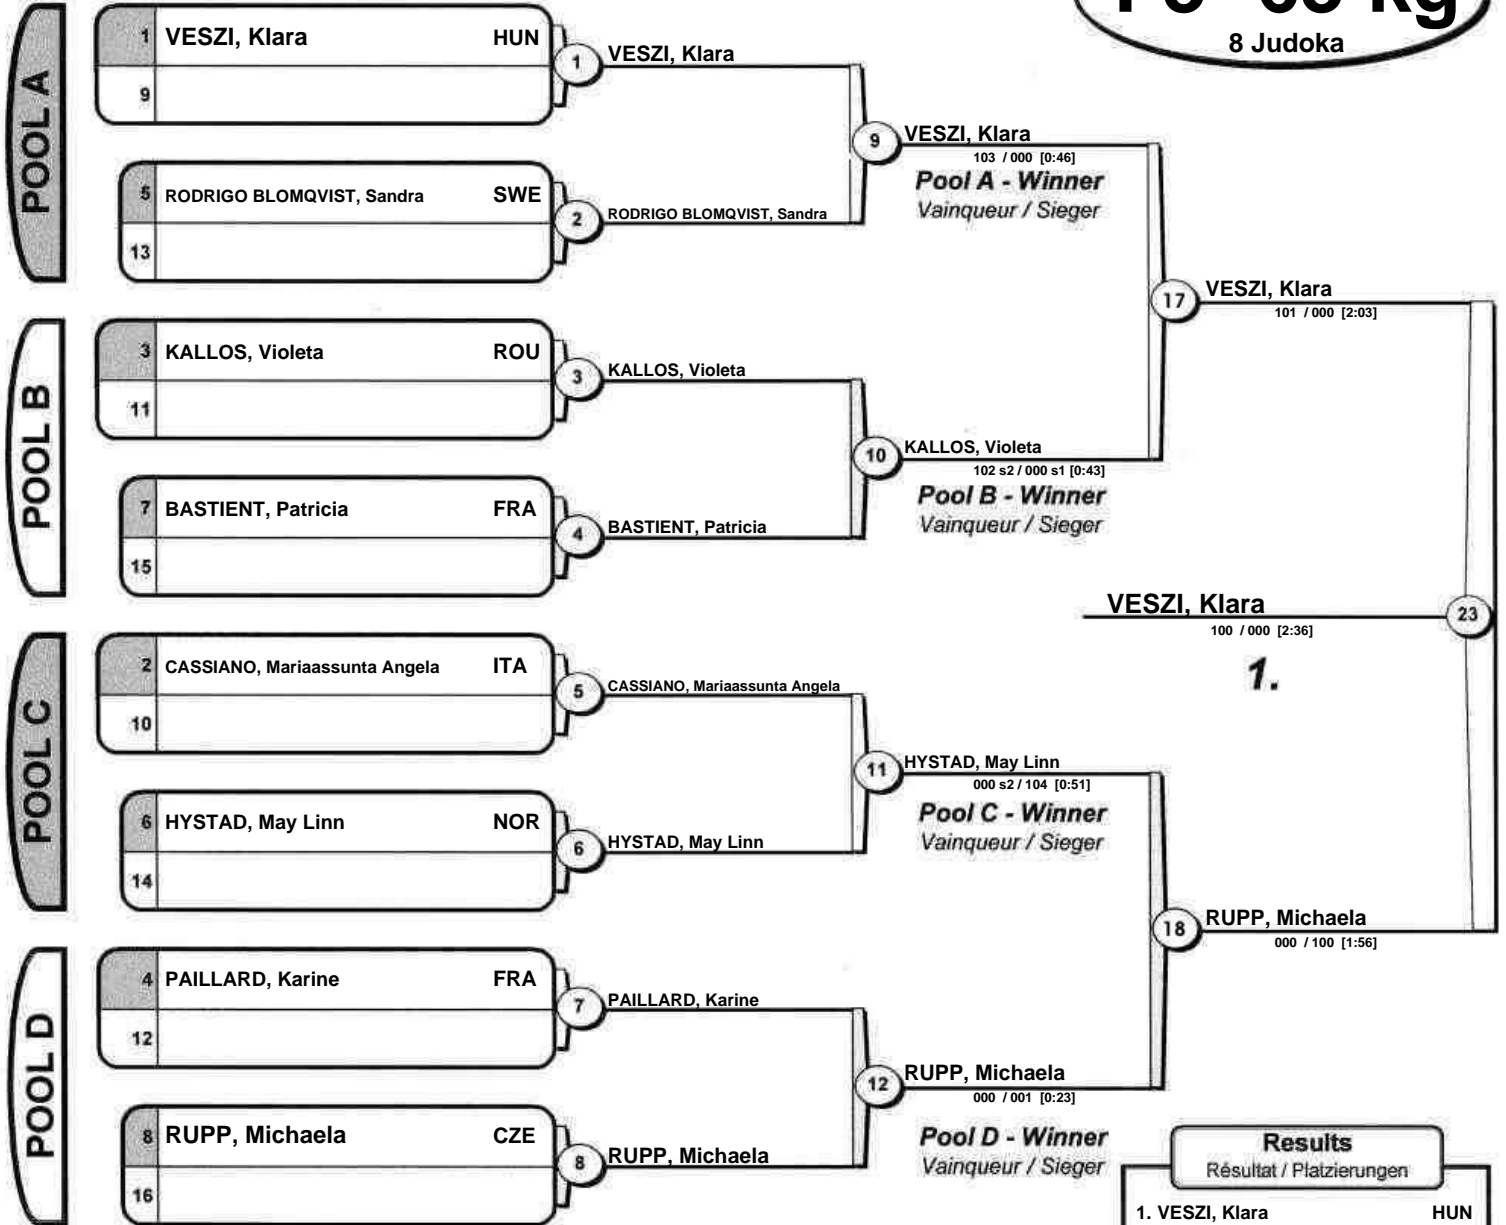 8 Judoka
POOL A
1 VESZI, Klara HUN
9
1 VESZI, Klara
5 RODRIGO BLOMQVIST, Sandra SWE
13
2 RODRIGO BLOMQVIST, Sandra
9 VESZI, Klara
103 / 000 [0:46]
Pool A - Winner
Vainqueur / Sieger
POOL B
3 KALLOS, Violeta ROU
11
3 KALLOS, Violeta
7 BASTIENT, Patricia FRA
15
4 BASTIENT, Patricia
10 KALLOS, Violeta
102 s2 / 000 s1 [0:43]
Pool B - Winner
Vainqueur / Sieger
17 VESZI, Klara
101 / 000 [2:03]
VESZI, Klara 23
100 / 000 [2:36]
1.
POOL C
2 CASSIANO, Mariaassunta Angela ITA
10
5 CASSIANO, Mariaassunta Angela
6 HYSTAD, May Linn NOR
14
6 HYSTAD, May Linn
11 HYSTAD, May Linn
000 s2 / 104 [0:51]
Pool C - Winner
Vainqueur / Sieger
POOL D
4 PAILLARD, Karine FRA
12
7 PAILLARD, Karine
8 RUPP, Michaela CZE
16
8 RUPP, Michaela
12 RUPP, Michaela
000 / 001 [0:23]
Pool D - Winner
Vainqueur / Sieger
18 RUPP, Michaela
000 / 100 [1:56]
Results
Résultat / Platzierungen
1. VESZI, Klara HUN